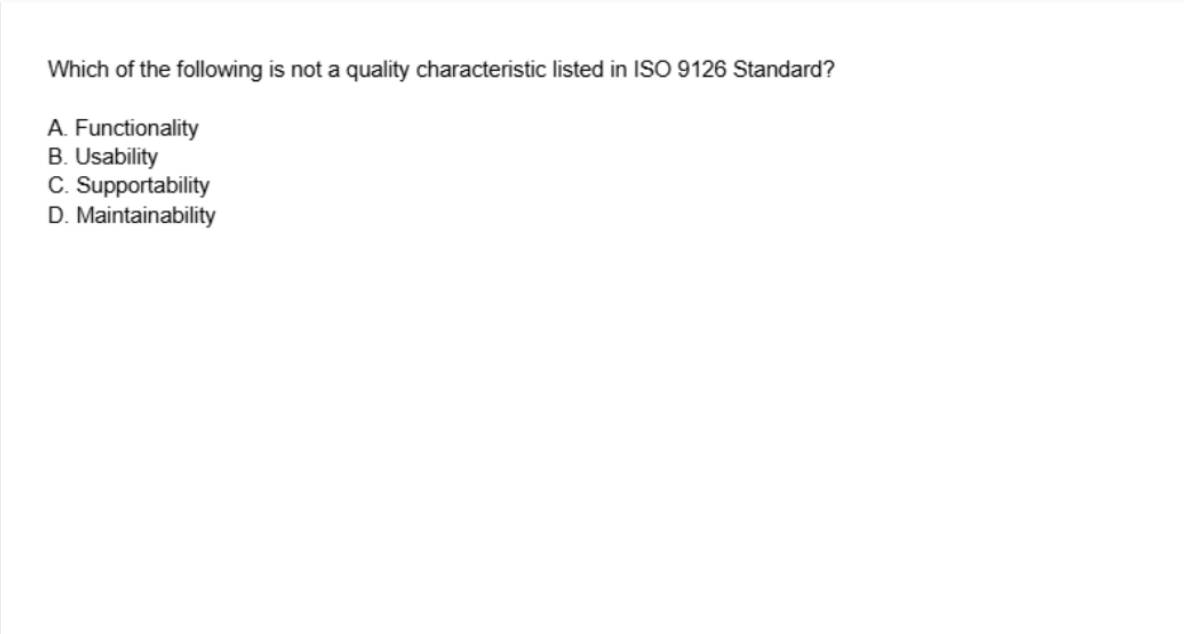 Which of the following is not a quality characteristic listed in ISO 9126 Standard?
A. Functionality
B. Usability
C. Supportability
D. Maintainability